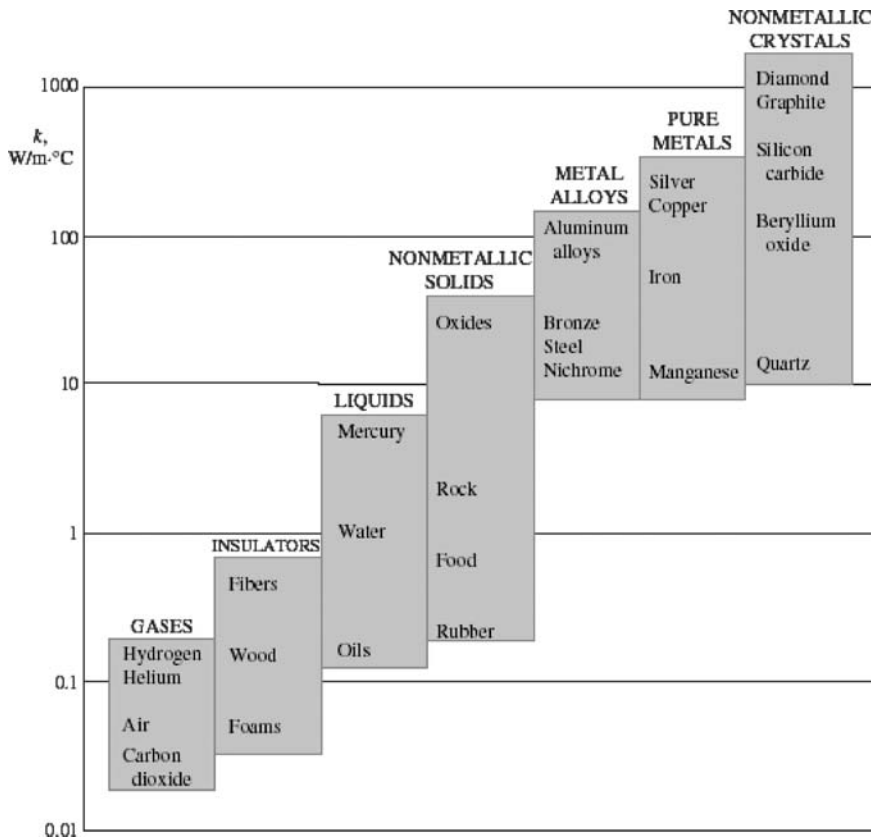 1000
k,
W/m·°C
100
10
1
0.1
0.01
GASES
Hydrogen
Helium
Air
Carbon
dioxide
INSULATORS
Fibers
Wood
Foams
LIQUIDS
Mercury
Water
Oils
NONMETALLIC
SOLIDS
Oxides
Rock
Food
Rubber
METAL
ALLOYS
Aluminum
alloys
Bronze
Steel
Nichrome
PURE
METALS
Silver
Copper
Iron
Manganese
NONMETALLIC
CRYSTALS
Diamond
Graphite
Silicon
carbide
Beryllium
oxide
Quartz